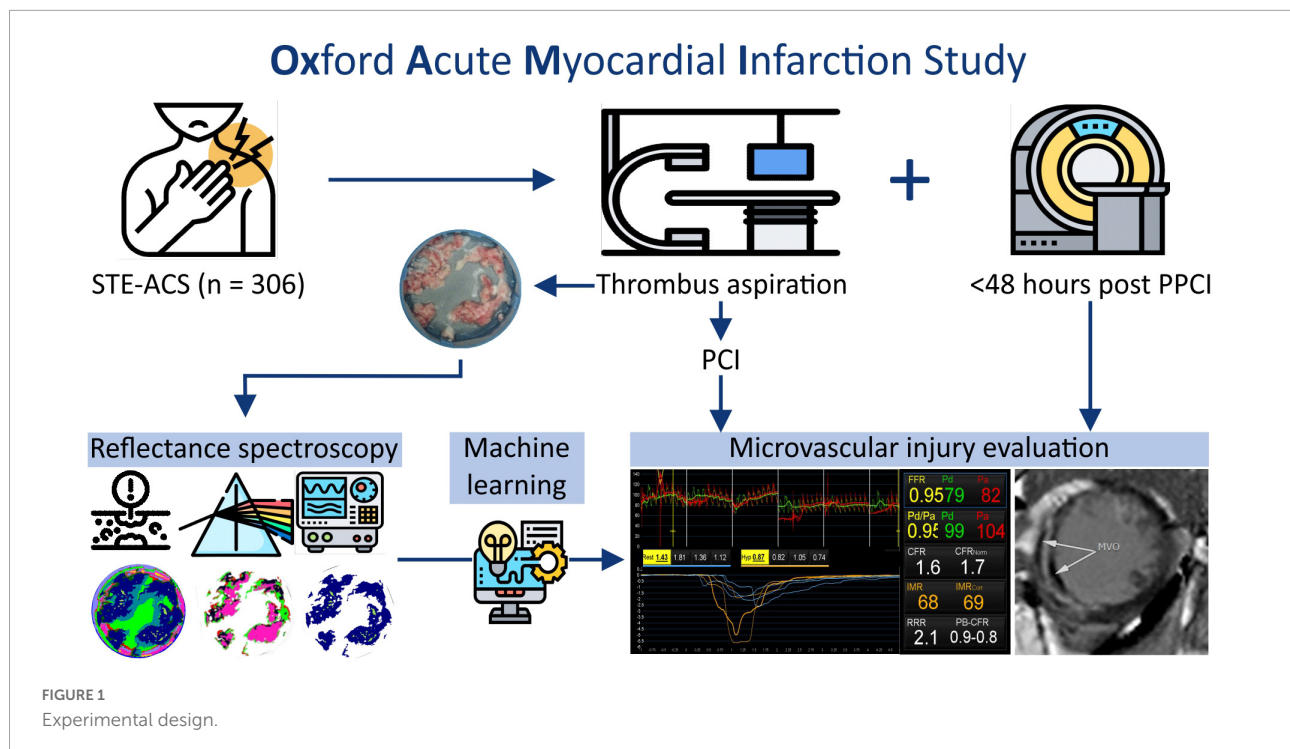 Oxford Acute Myocardial Infarction Study
STE-ACS (n = 306)
Thrombus aspiration
<48 hours post PPCI
PCI
Reflectance spectroscopy
Machine
learning
Microvascular injury evaluation
FFR Pd Pa
0.95 79 82
Pd/Pa Pd Pa
0.95 99 104
CFR CFRNorm
1.6 1.7
IMR IMRCorr
68 69
RRR PB-CFR
2.1 0.9-0.8
Rest 1.43 1.81 1.36 1.12 Hyp 0.87 0.82 1.05 0.74
MVO
FIGURE 1
Experimental design.